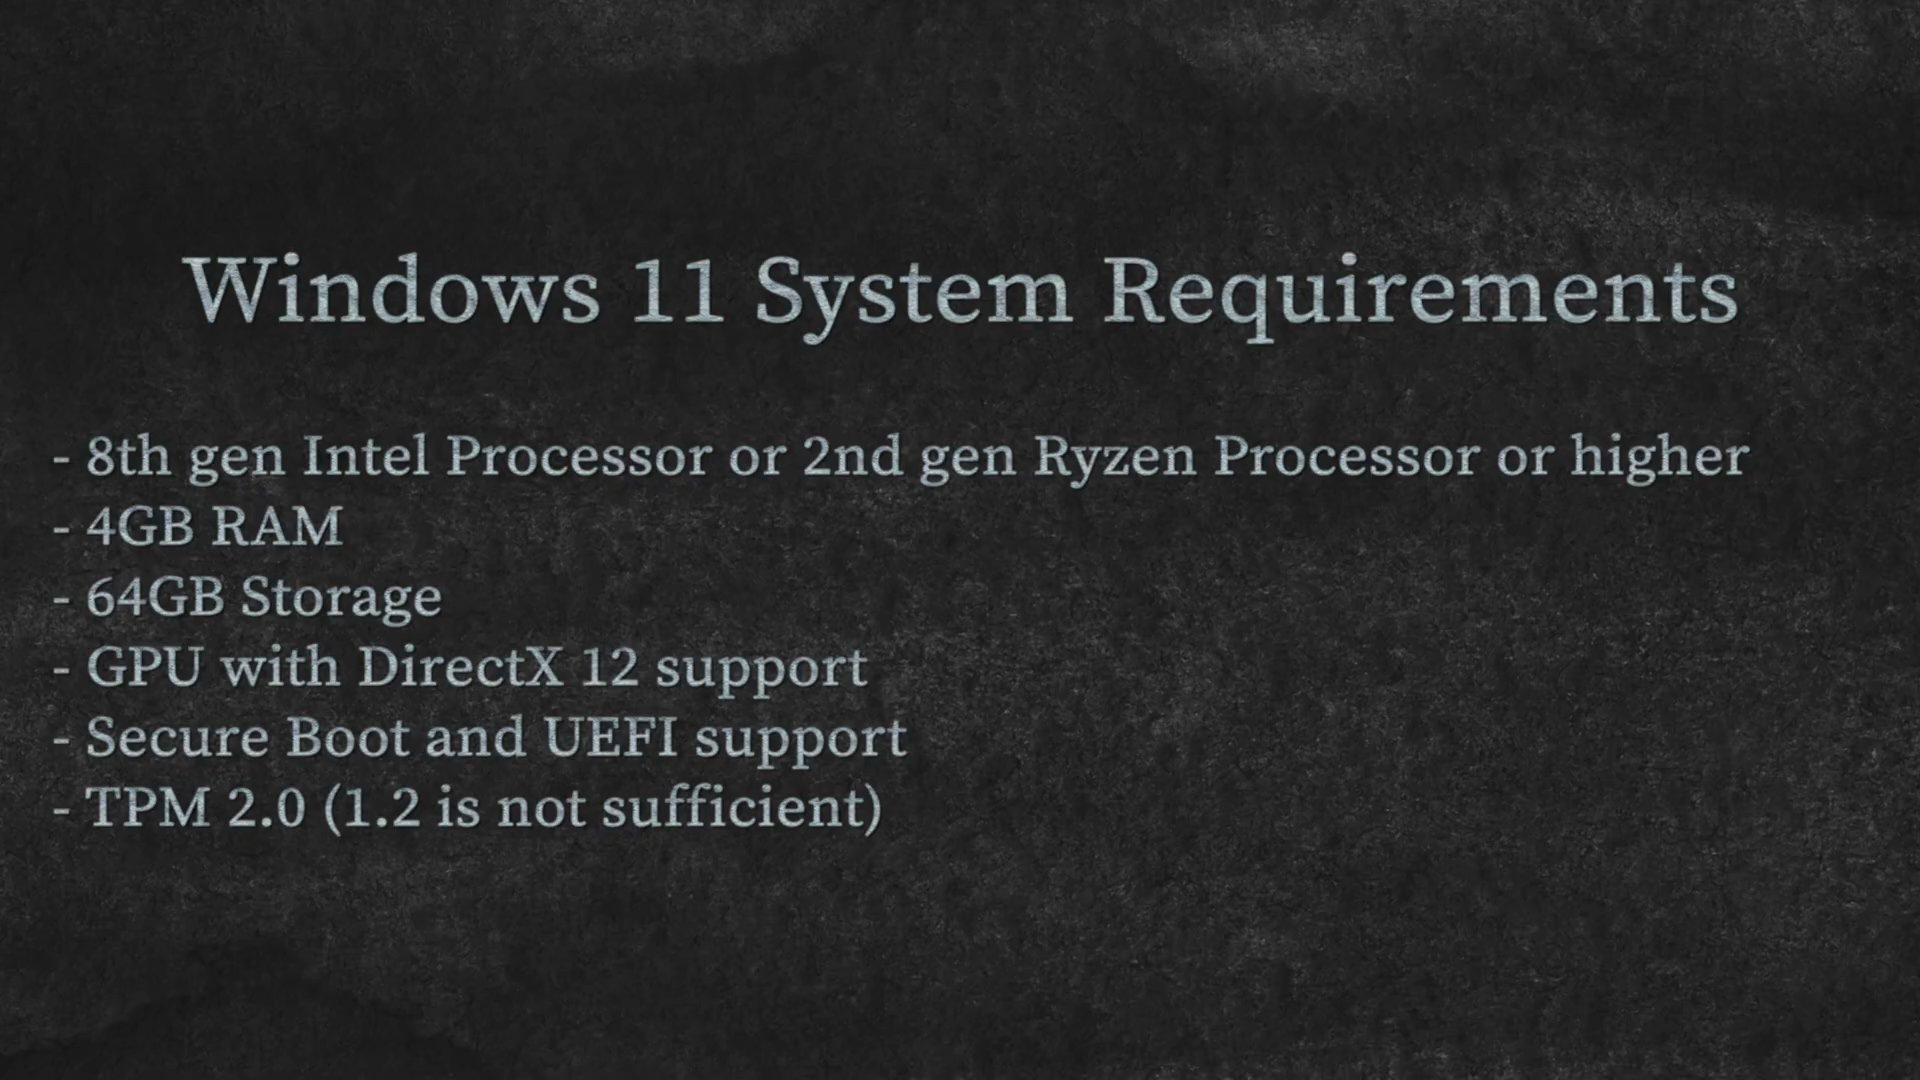 Windows 11 System Requirements
- 8th gen Intel Processor or 2nd gen Ryzen Processor or higher
- 4GB RAM
- 64GB Storage
- GPU with DirectX 12 support
- Secure Boot and UEFI support
- TPM 2.0 (1.2 is not sufficient)